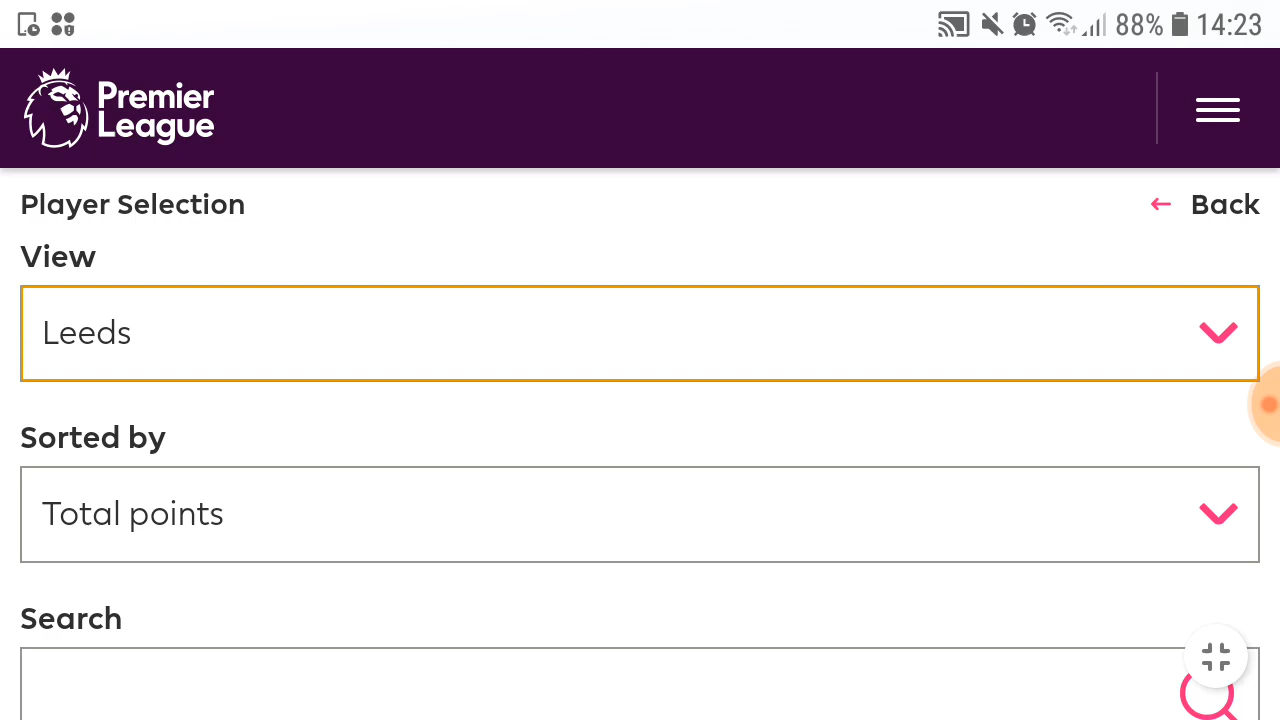 88% 14:23
Premier
League
Player Selection
Back
View
Leeds
Sorted by
Total points
Search